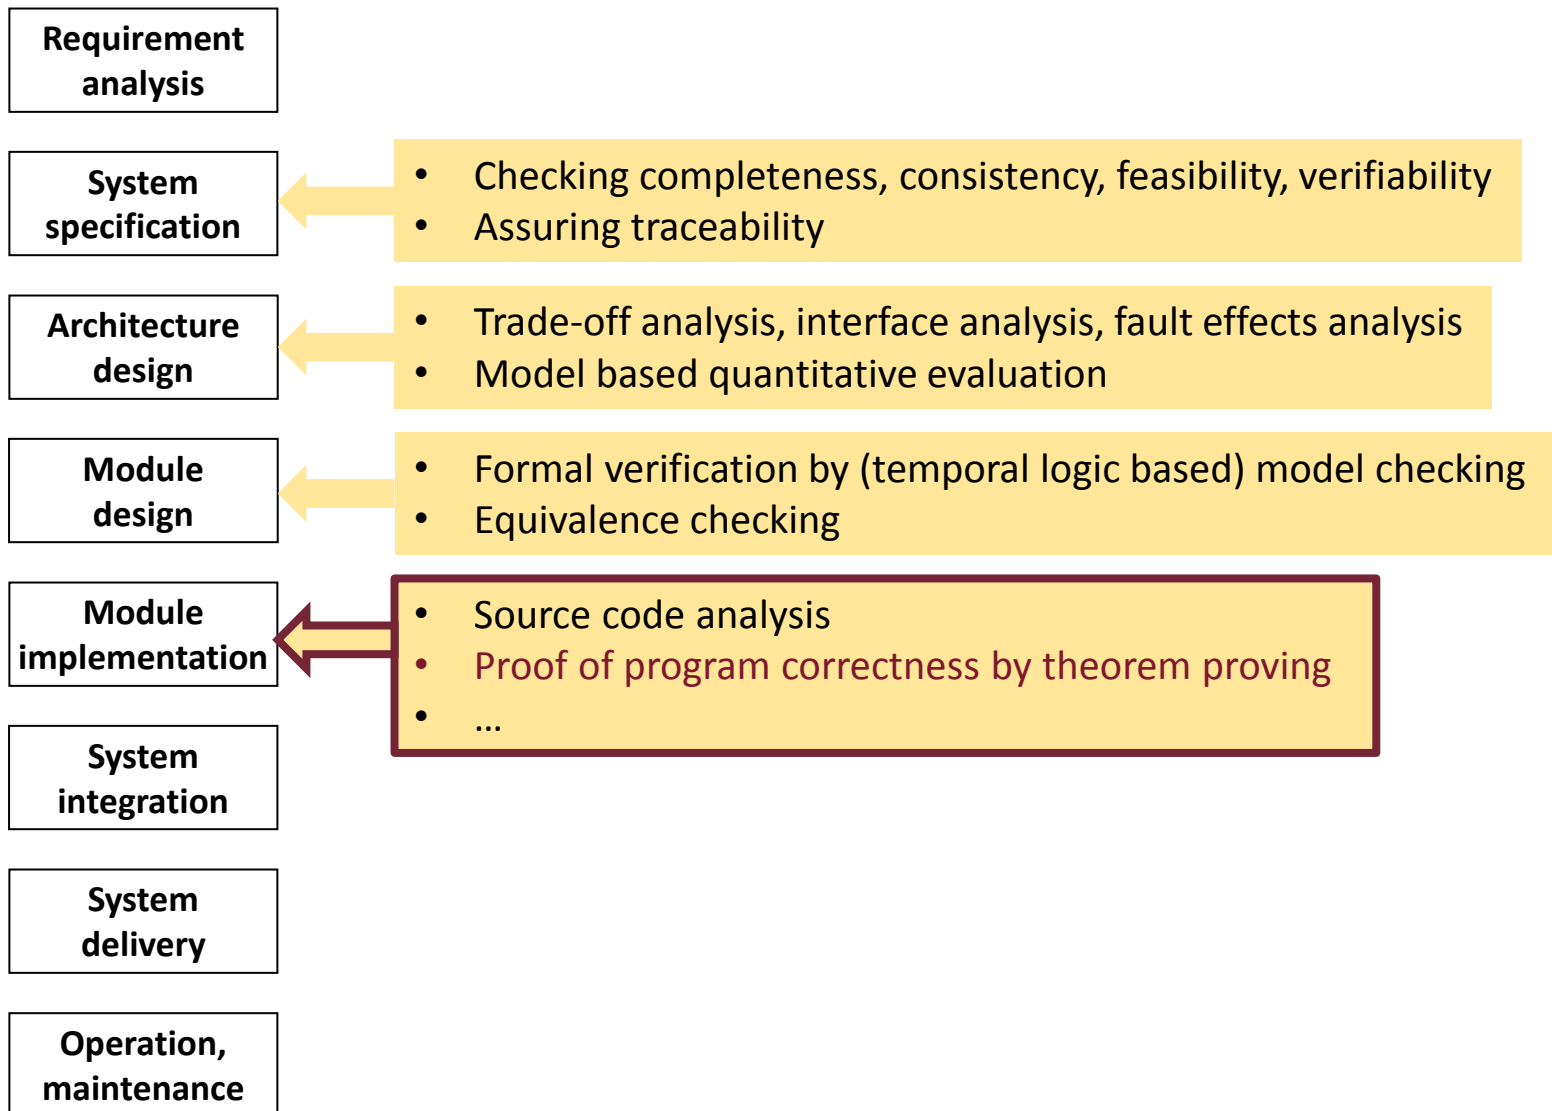 Requirement
analysis
System
specification
• Checking completeness, consistency, feasibility, verifiability
• Assuring traceability
Architecture
design
• Trade-off analysis, interface analysis, fault effects analysis
• Model based quantitative evaluation
Module
design
• Formal verification by (temporal logic based) model checking
• Equivalence checking
Module
implementation
• Source code analysis
• Proof of program correctness by theorem proving
• ...
System
integration
System
delivery
Operation,
maintenance